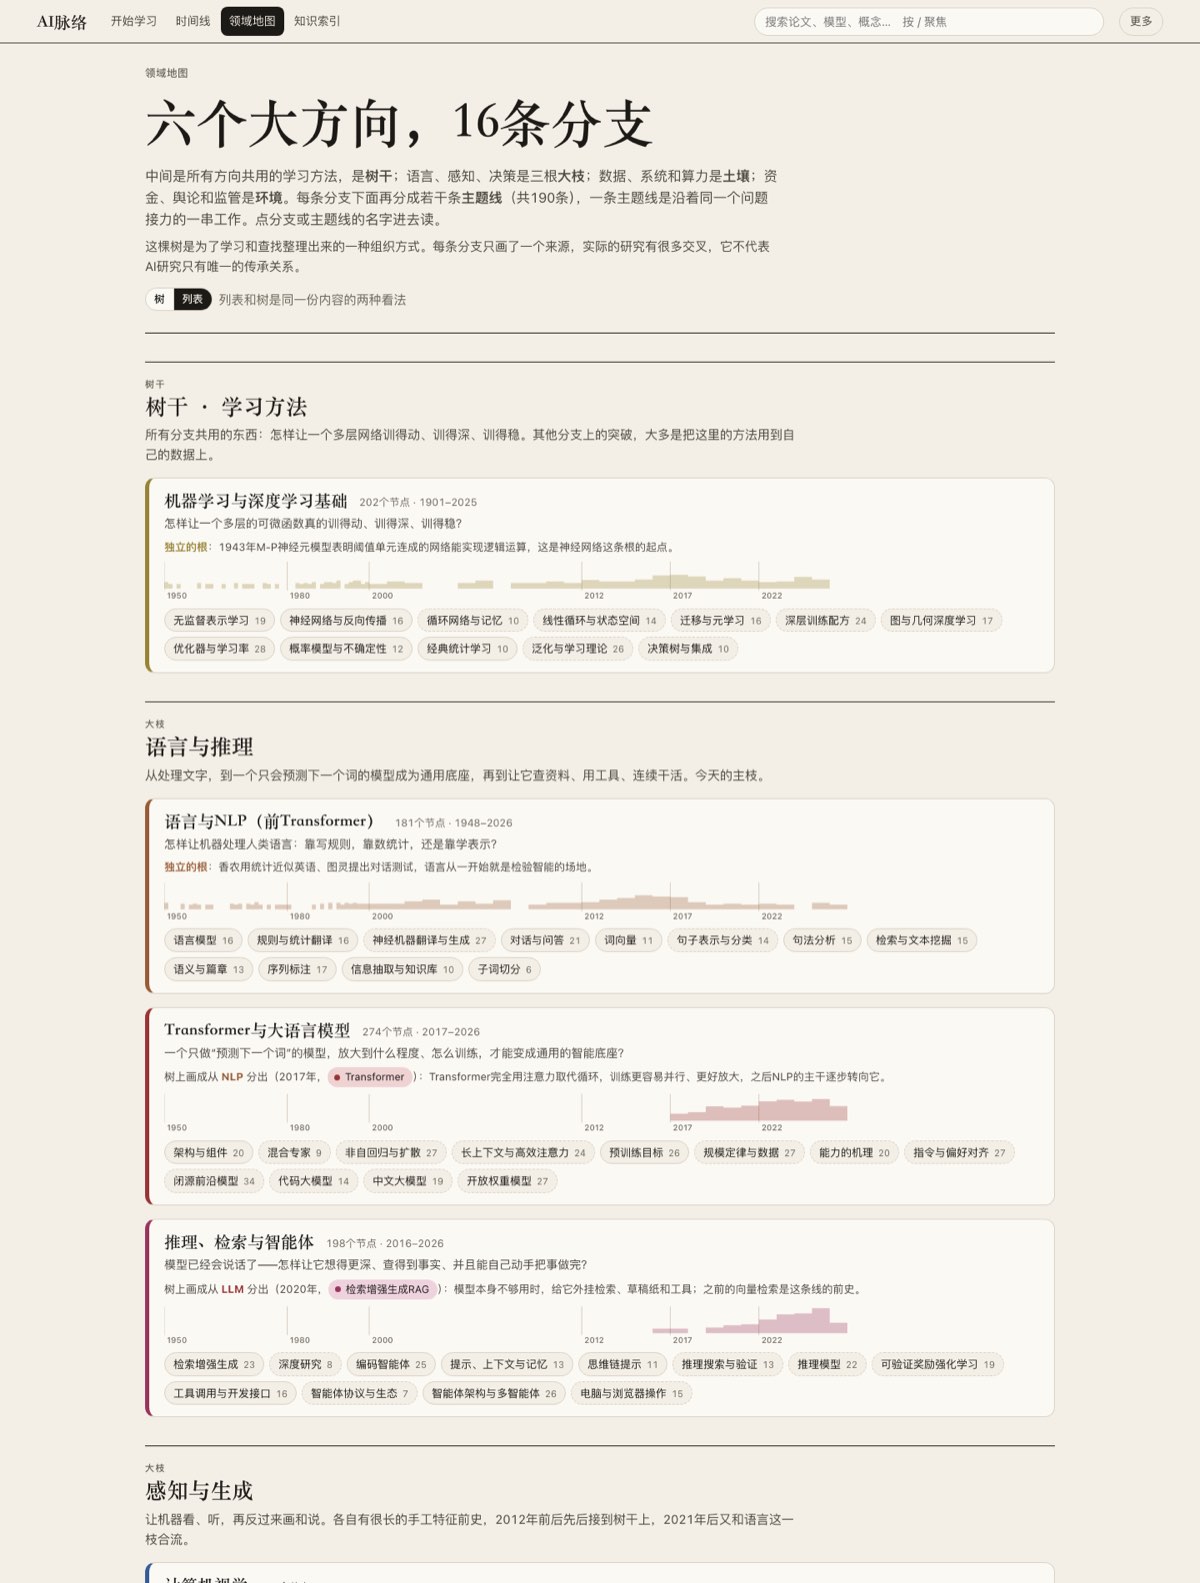 AI脉络 开始学习 时间线 领域地图 知识索引 搜索论文、模型、概念... 按 / 聚焦 更多
领域地图
六个大方向，16条分支
中间是所有方向共用的学习方法，是树干；语言、感知、决策是三根大枝；数据、系统和算力是土壤；资
金、舆论和监管是环境。每条分支下面再分成若干条主题线（共190条），一条主题线是沿着同一个问题
接力的一串工作。点分支或主题线的名字进去读。
这棵树是为了学习和查找整理出来的一种组织方式。每条分支只画了一个来源，实际的研究有很多交叉，它不代表
AI研究只有唯一的传承关系。
树 列表 列表和树是同一份内容的两种看法
树干
树干 · 学习方法
所有分支共用的东西：怎样让一个多层网络训得动、训得深、训得稳。其他分支上的突破，大多是把这里的方法用到自
己的数据上。
机器学习与深度学习基础 202个节点 · 1901–2025
怎样让一个多层的可微函数真的训得动、训得深、训得稳？
独立的根：1943年M-P神经元模型表明阈值单元连成的网络能实现逻辑运算，这是神经网络这条根的起点。
1950 1980 2000 2012 2017 2022
无监督表示学习 19 神经网络与反向传播 16 循环网络与记忆 10 线性循环与状态空间 14 迁移与元学习 16 深层训练配方 24 图与几何深度学习 17
优化器与学习率 28 概率模型与不确定性 12 经典统计学习 10 泛化与学习理论 26 决策树与集成 10
大枝
语言与推理
从处理文字，到一个只会预测下一个词的模型成为通用底座，再到让它查资料、用工具、连续干活。今天的主枝。
语言与NLP（前Transformer） 181个节点 · 1948–2026
怎样让机器处理人类语言：靠写规则，靠数统计，还是靠学表示？
独立的根：香农用统计近似英语、图灵提出对话测试，语言从一开始就是检验智能的场地。
1950 1980 2000 2012 2017 2022
语言模型 16 规则与统计翻译 16 神经机器翻译与生成 27 对话与问答 21 词向量 11 句子表示与分类 14 句法分析 15 检索与文本挖掘 15
语义与篇章 13 序列标注 17 信息抽取与知识库 10 子词切分 6
Transformer与大语言模型 274个节点 · 2017–2026
一个只做“预测下一个词”的模型，放大到什么程度、怎么训练，才能变成通用的智能底座？
树上画成从 NLP 分出（2017年， Transformer ）：Transformer完全用注意力取代循环，训练更容易并行、更好放大，之后NLP的主干逐步转向它。
1950 1980 2000 2012 2017 2022
架构与组件 20 混合专家 9 非自回归与扩散 27 长上下文与高效注意力 24 预训练目标 26 规模定律与数据 27 能力的机理 20 指令与偏好对齐 27
闭源前沿模型 34 代码大模型 14 中文大模型 19 开放权重模型 27
推理、检索与智能体 198个节点 · 2016–2026
模型已经会说话了——怎样让它想得更深、查得到事实、并且能自己动手把事做完？
树上画成从 LLM 分出（2020年， 检索增强生成RAG ）：模型本身不够用时，给它外挂检索、草稿纸和工具；之前的向量检索是这条线的前史。
1950 1980 2000 2012 2017 2022
检索增强生成 23 深度研究 8 编码智能体 25 提示、上下文与记忆 13 思维链提示 11 推理搜索与验证 13 推理模型 22 可验证奖励强化学习 19
工具调用与开发接口 16 智能体协议与生态 7 智能体架构与多智能体 26 电脑与浏览器操作 15
大枝
感知与生成
让机器看、听，再反过来画和说。各自有很长的手工特征前史，2012年前后先后接到树干上，2021年后又和语言这一
枝合流。